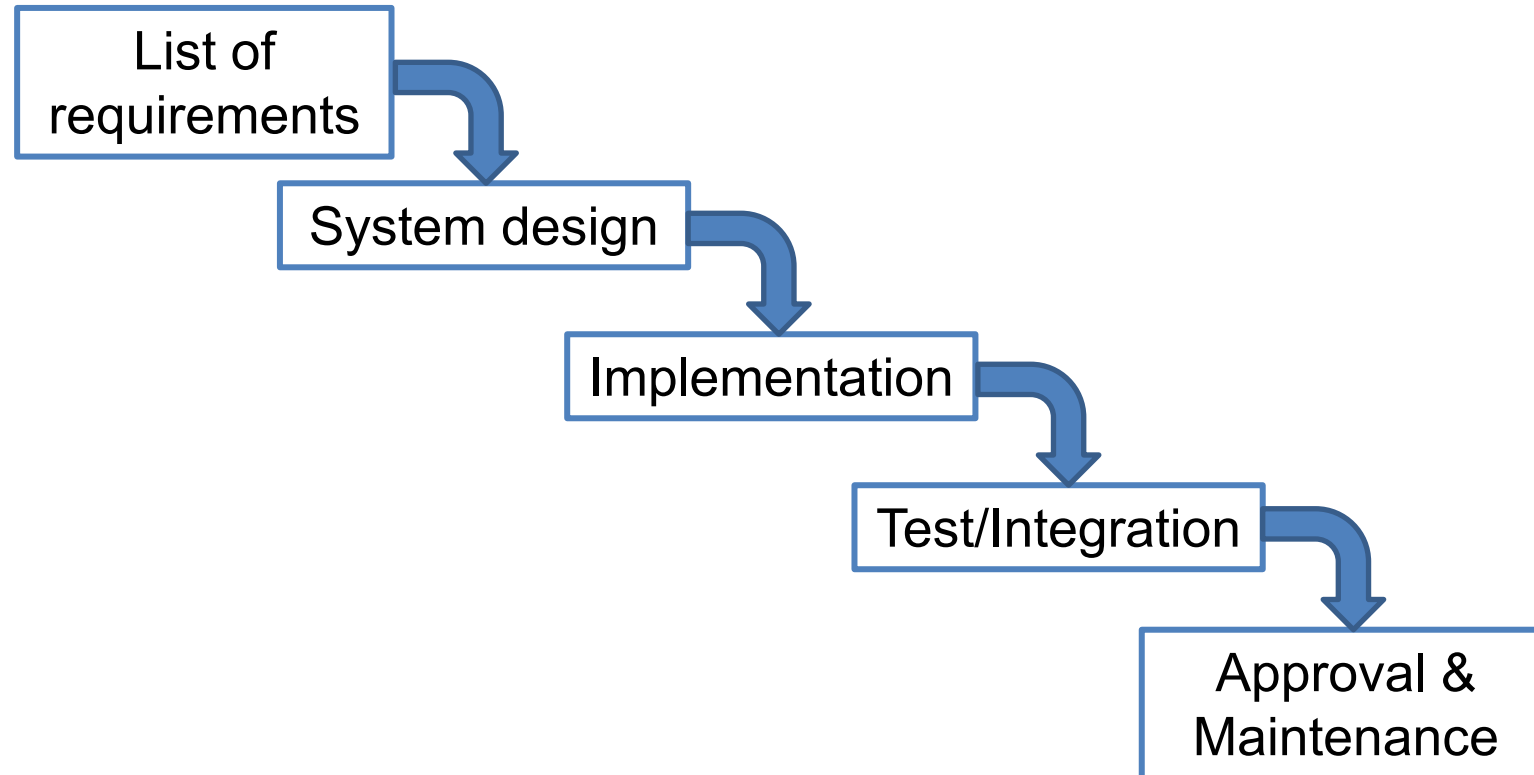 List of
requirements
System design
Implementation
Test/Integration
Approval &
Maintenance